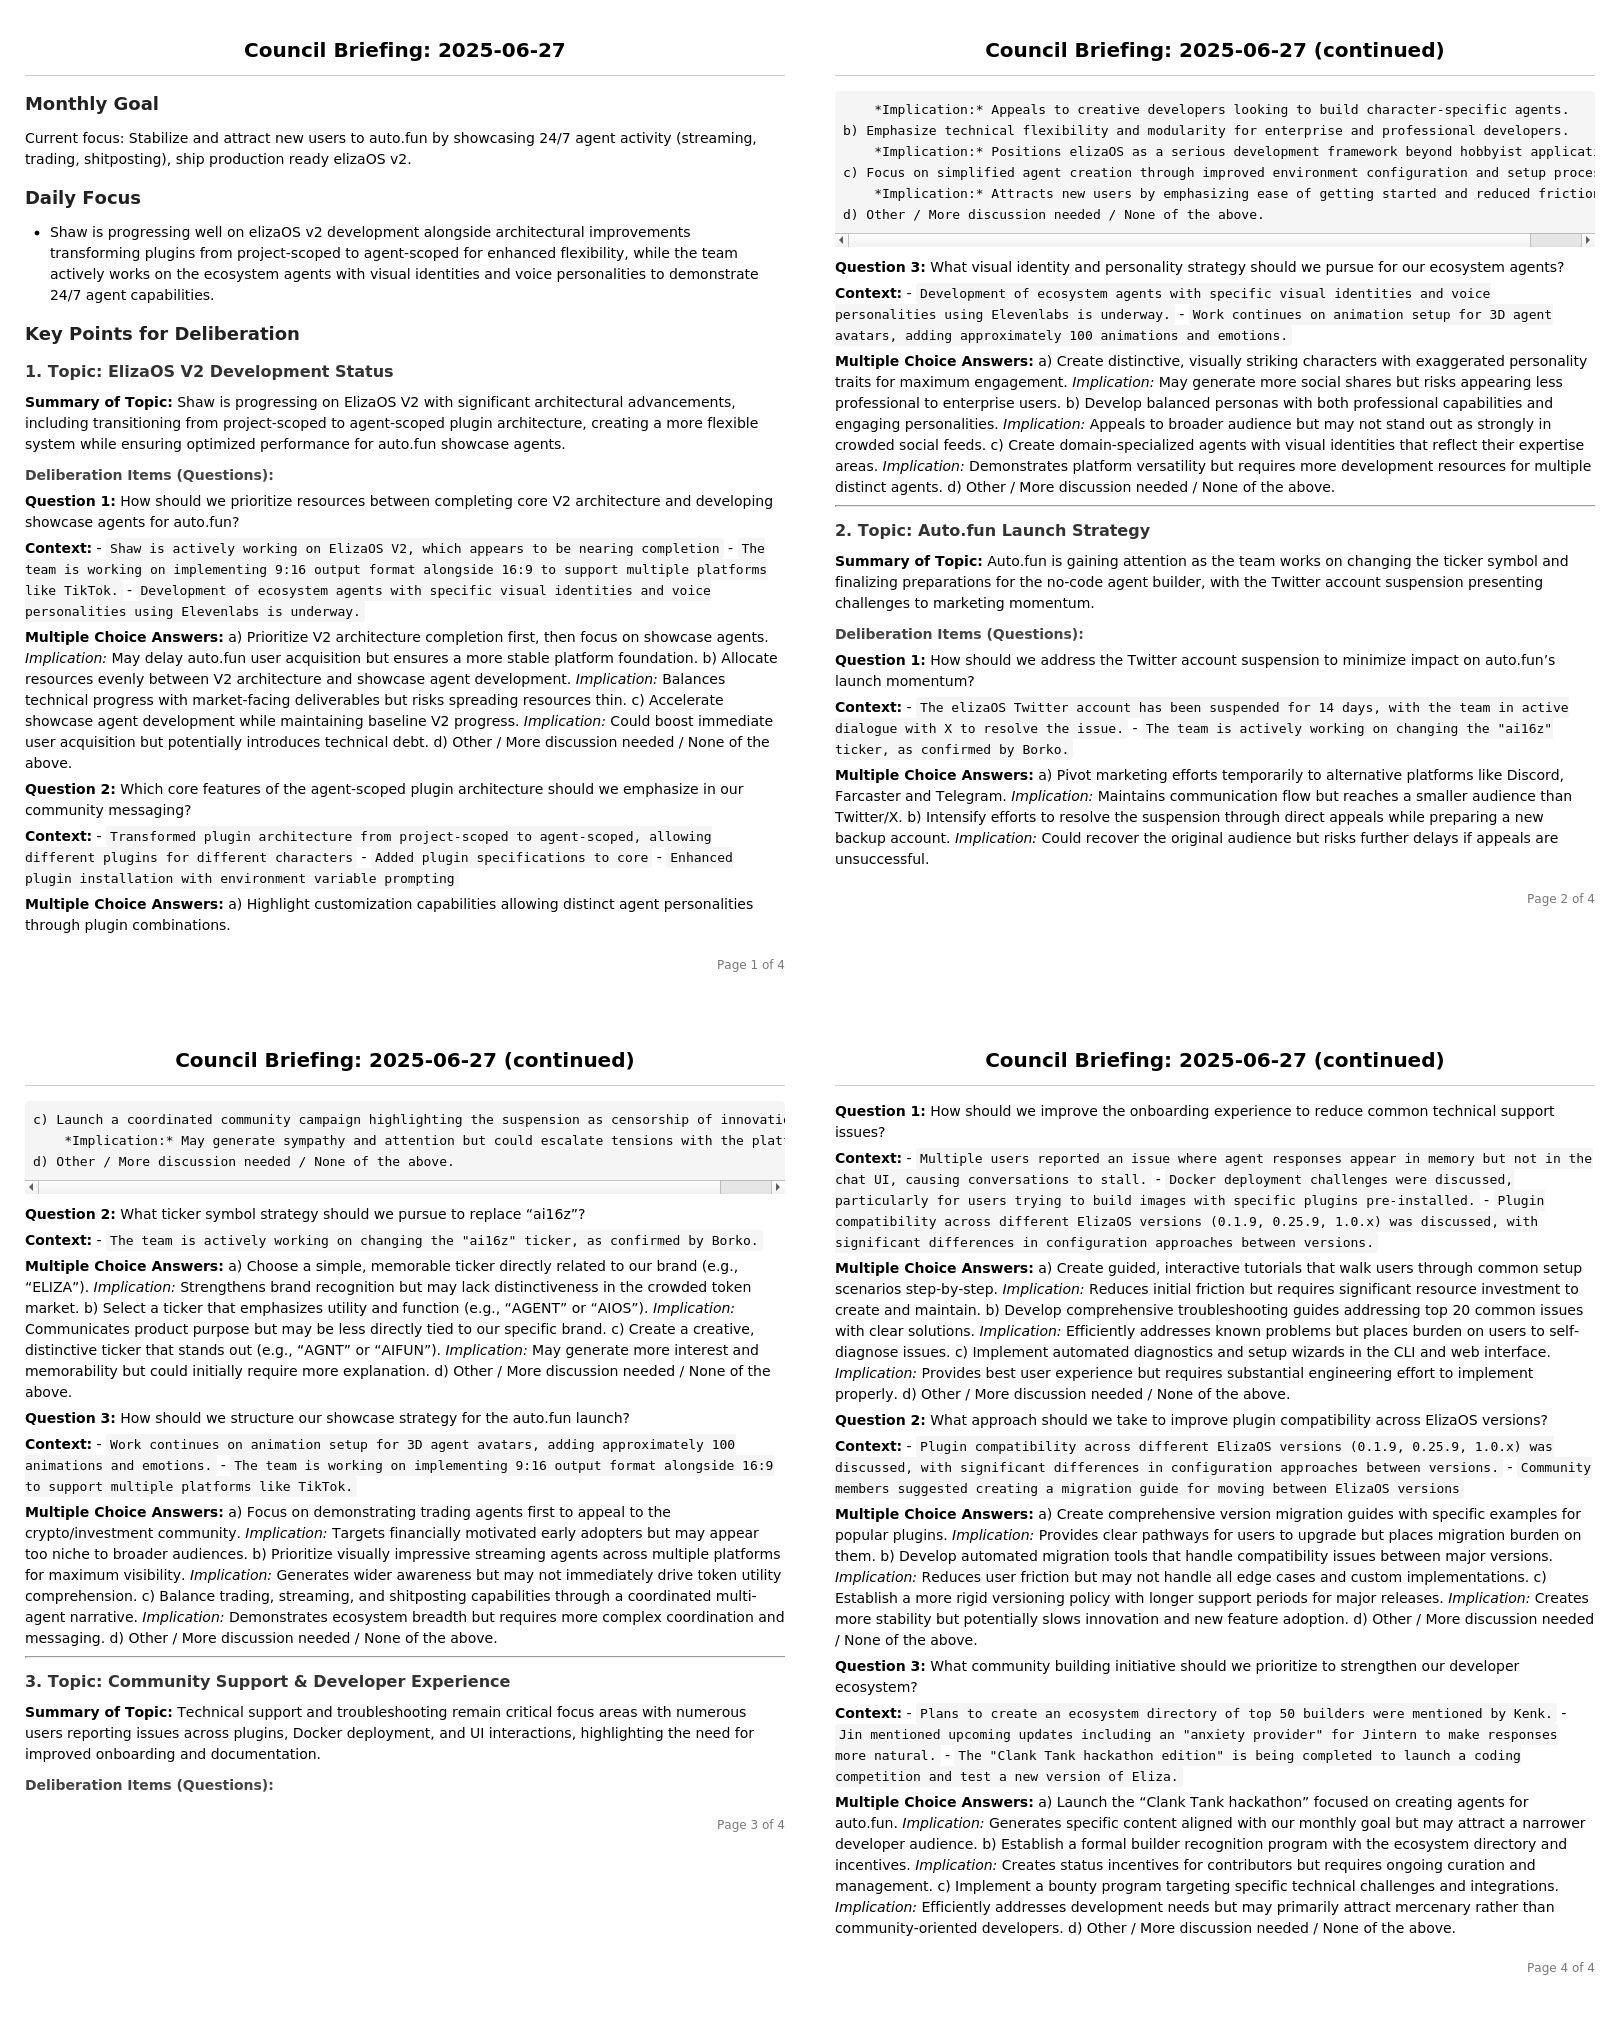 Council Briefing: 2025-06-27
Monthly Goal
Current focus: Stabilize and attract new users to auto.fun by showcasing 24/7 agent activity (streaming,
trading, shitposting), ship production ready elizaOS v2.
Daily Focus
• Shaw is progressing well on elizaOS v2 development alongside architectural improvements
transforming plugins from project-scoped to agent-scoped for enhanced flexibility, while the team
actively works on the ecosystem agents with visual identities and voice personalities to demonstrate
24/7 agent capabilities.
Key Points for Deliberation
1. Topic: ElizaOS V2 Development Status
Summary of Topic: Shaw is progressing on ElizaOS V2 with significant architectural advancements,
including transitioning from project-scoped to agent-scoped plugin architecture, creating a more flexible
system while ensuring optimized performance for auto.fun showcase agents.
Deliberation Items (Questions):
Question 1: How should we prioritize resources between completing core V2 architecture and developing
showcase agents for auto.fun?
Context: - Shaw is actively working on ElizaOS V2, which appears to be nearing completion - The
team is working on implementing 9:16 output format alongside 16:9 to support multiple platforms
like TikTok. - Development of ecosystem agents with specific visual identities and voice
personalities using Elevenlabs is underway.
Multiple Choice Answers: a) Prioritize V2 architecture completion first, then focus on showcase agents.
Implication: May delay auto.fun user acquisition but ensures a more stable platform foundation. b) Allocate
resources evenly between V2 architecture and showcase agent development. Implication: Balances
technical progress with market-facing deliverables but risks spreading resources thin. c) Accelerate
showcase agent development while maintaining baseline V2 progress. Implication: Could boost immediate
user acquisition but potentially introduces technical debt. d) Other / More discussion needed / None of the
above.
Question 2: Which core features of the agent-scoped plugin architecture should we emphasize in our
community messaging?
Context: - Transformed plugin architecture from project-scoped to agent-scoped, allowing
different plugins for different characters - Added plugin specifications to core - Enhanced
plugin installation with environment variable prompting
Multiple Choice Answers: a) Highlight customization capabilities allowing distinct agent personalities
through plugin combinations.
Page 1 of 4
Council Briefing: 2025-06-27 (continued)
*Implication:* Appeals to creative developers looking to build character-specific agents.
b) Emphasize technical flexibility and modularity for enterprise and professional developers.
*Implication:* Positions elizaOS as a serious development framework beyond hobbyist applicati
c) Focus on simplified agent creation through improved environment configuration and setup proces
*Implication:* Attracts new users by emphasizing ease of getting started and reduced friction
d) Other / More discussion needed / None of the above.
Question 3: What visual identity and personality strategy should we pursue for our ecosystem agents?
Context: - Development of ecosystem agents with specific visual identities and voice
personalities using Elevenlabs is underway. - Work continues on animation setup for 3D agent
avatars, adding approximately 100 animations and emotions.
Multiple Choice Answers: a) Create distinctive, visually striking characters with exaggerated personality
traits for maximum engagement. Implication: May generate more social shares but risks appearing less
professional to enterprise users. b) Develop balanced personas with both professional capabilities and
engaging personalities. Implication: Appeals to broader audience but may not stand out as strongly in
crowded social feeds. c) Create domain-specialized agents with visual identities that reflect their expertise
areas. Implication: Demonstrates platform versatility but requires more development resources for multiple
distinct agents. d) Other / More discussion needed / None of the above.
2. Topic: Auto.fun Launch Strategy
Summary of Topic: Auto.fun is gaining attention as the team works on changing the ticker symbol and
finalizing preparations for the no-code agent builder, with the Twitter account suspension presenting
challenges to marketing momentum.
Deliberation Items (Questions):
Question 1: How should we address the Twitter account suspension to minimize impact on auto.fun’s
launch momentum?
Context: - The elizaOS Twitter account has been suspended for 14 days, with the team in active
dialogue with X to resolve the issue. - The team is actively working on changing the "ai16z"
ticker, as confirmed by Borko.
Multiple Choice Answers: a) Pivot marketing efforts temporarily to alternative platforms like Discord,
Farcaster and Telegram. Implication: Maintains communication flow but reaches a smaller audience than
Twitter/X. b) Intensify efforts to resolve the suspension through direct appeals while preparing a new
backup account. Implication: Could recover the original audience but risks further delays if appeals are
unsuccessful.
Page 2 of 4
Council Briefing: 2025-06-27 (continued)
c) Launch a coordinated community campaign highlighting the suspension as censorship of innovatio
*Implication:* May generate sympathy and attention but could escalate tensions with the platf
d) Other / More discussion needed / None of the above.
Question 2: What ticker symbol strategy should we pursue to replace “ai16z”?
Context: - The team is actively working on changing the "ai16z" ticker, as confirmed by Borko.
Multiple Choice Answers: a) Choose a simple, memorable ticker directly related to our brand (e.g.,
“ELIZA”). Implication: Strengthens brand recognition but may lack distinctiveness in the crowded token
market. b) Select a ticker that emphasizes utility and function (e.g., “AGENT” or “AIOS”). Implication:
Communicates product purpose but may be less directly tied to our specific brand. c) Create a creative,
distinctive ticker that stands out (e.g., “AGNT” or “AIFUN”). Implication: May generate more interest and
memorability but could initially require more explanation. d) Other / More discussion needed / None of the
above.
Question 3: How should we structure our showcase strategy for the auto.fun launch?
Context: - Work continues on animation setup for 3D agent avatars, adding approximately 100
animations and emotions. - The team is working on implementing 9:16 output format alongside 16:9
to support multiple platforms like TikTok.
Multiple Choice Answers: a) Focus on demonstrating trading agents first to appeal to the
crypto/investment community. Implication: Targets financially motivated early adopters but may appear
too niche to broader audiences. b) Prioritize visually impressive streaming agents across multiple platforms
for maximum visibility. Implication: Generates wider awareness but may not immediately drive token utility
comprehension. c) Balance trading, streaming, and shitposting capabilities through a coordinated multi-
agent narrative. Implication: Demonstrates ecosystem breadth but requires more complex coordination and
messaging. d) Other / More discussion needed / None of the above.
3. Topic: Community Support & Developer Experience
Summary of Topic: Technical support and troubleshooting remain critical focus areas with numerous
users reporting issues across plugins, Docker deployment, and UI interactions, highlighting the need for
improved onboarding and documentation.
Deliberation Items (Questions):
Page 3 of 4
Council Briefing: 2025-06-27 (continued)
Question 1: How should we improve the onboarding experience to reduce common technical support
issues?
Context: - Multiple users reported an issue where agent responses appear in memory but not in the
chat UI, causing conversations to stall. - Docker deployment challenges were discussed,
particularly for users trying to build images with specific plugins pre-installed. - Plugin
compatibility across different ElizaOS versions (0.1.9, 0.25.9, 1.0.x) was discussed, with
significant differences in configuration approaches between versions.
Multiple Choice Answers: a) Create guided, interactive tutorials that walk users through common setup
scenarios step-by-step. Implication: Reduces initial friction but requires significant resource investment to
create and maintain. b) Develop comprehensive troubleshooting guides addressing top 20 common issues
with clear solutions. Implication: Efficiently addresses known problems but places burden on users to self-
diagnose issues. c) Implement automated diagnostics and setup wizards in the CLI and web interface.
Implication: Provides best user experience but requires substantial engineering effort to implement
properly. d) Other / More discussion needed / None of the above.
Question 2: What approach should we take to improve plugin compatibility across ElizaOS versions?
Context: - Plugin compatibility across different ElizaOS versions (0.1.9, 0.25.9, 1.0.x) was
discussed, with significant differences in configuration approaches between versions. - Community
members suggested creating a migration guide for moving between ElizaOS versions
Multiple Choice Answers: a) Create comprehensive version migration guides with specific examples for
popular plugins. Implication: Provides clear pathways for users to upgrade but places migration burden on
them. b) Develop automated migration tools that handle compatibility issues between major versions.
Implication: Reduces user friction but may not handle all edge cases and custom implementations. c)
Establish a more rigid versioning policy with longer support periods for major releases. Implication: Creates
more stability but potentially slows innovation and new feature adoption. d) Other / More discussion needed
/ None of the above.
Question 3: What community building initiative should we prioritize to strengthen our developer
ecosystem?
Context: - Plans to create an ecosystem directory of top 50 builders were mentioned by Kenk. -
Jin mentioned upcoming updates including an "anxiety provider" for Jintern to make responses
more natural. - The "Clank Tank hackathon edition" is being completed to launch a coding
competition and test a new version of Eliza.
Multiple Choice Answers: a) Launch the “Clank Tank hackathon” focused on creating agents for
auto.fun. Implication: Generates specific content aligned with our monthly goal but may attract a narrower
developer audience. b) Establish a formal builder recognition program with the ecosystem directory and
incentives. Implication: Creates status incentives for contributors but requires ongoing curation and
management. c) Implement a bounty program targeting specific technical challenges and integrations.
Implication: Efficiently addresses development needs but may primarily attract mercenary rather than
community-oriented developers. d) Other / More discussion needed / None of the above.
Page 4 of 4